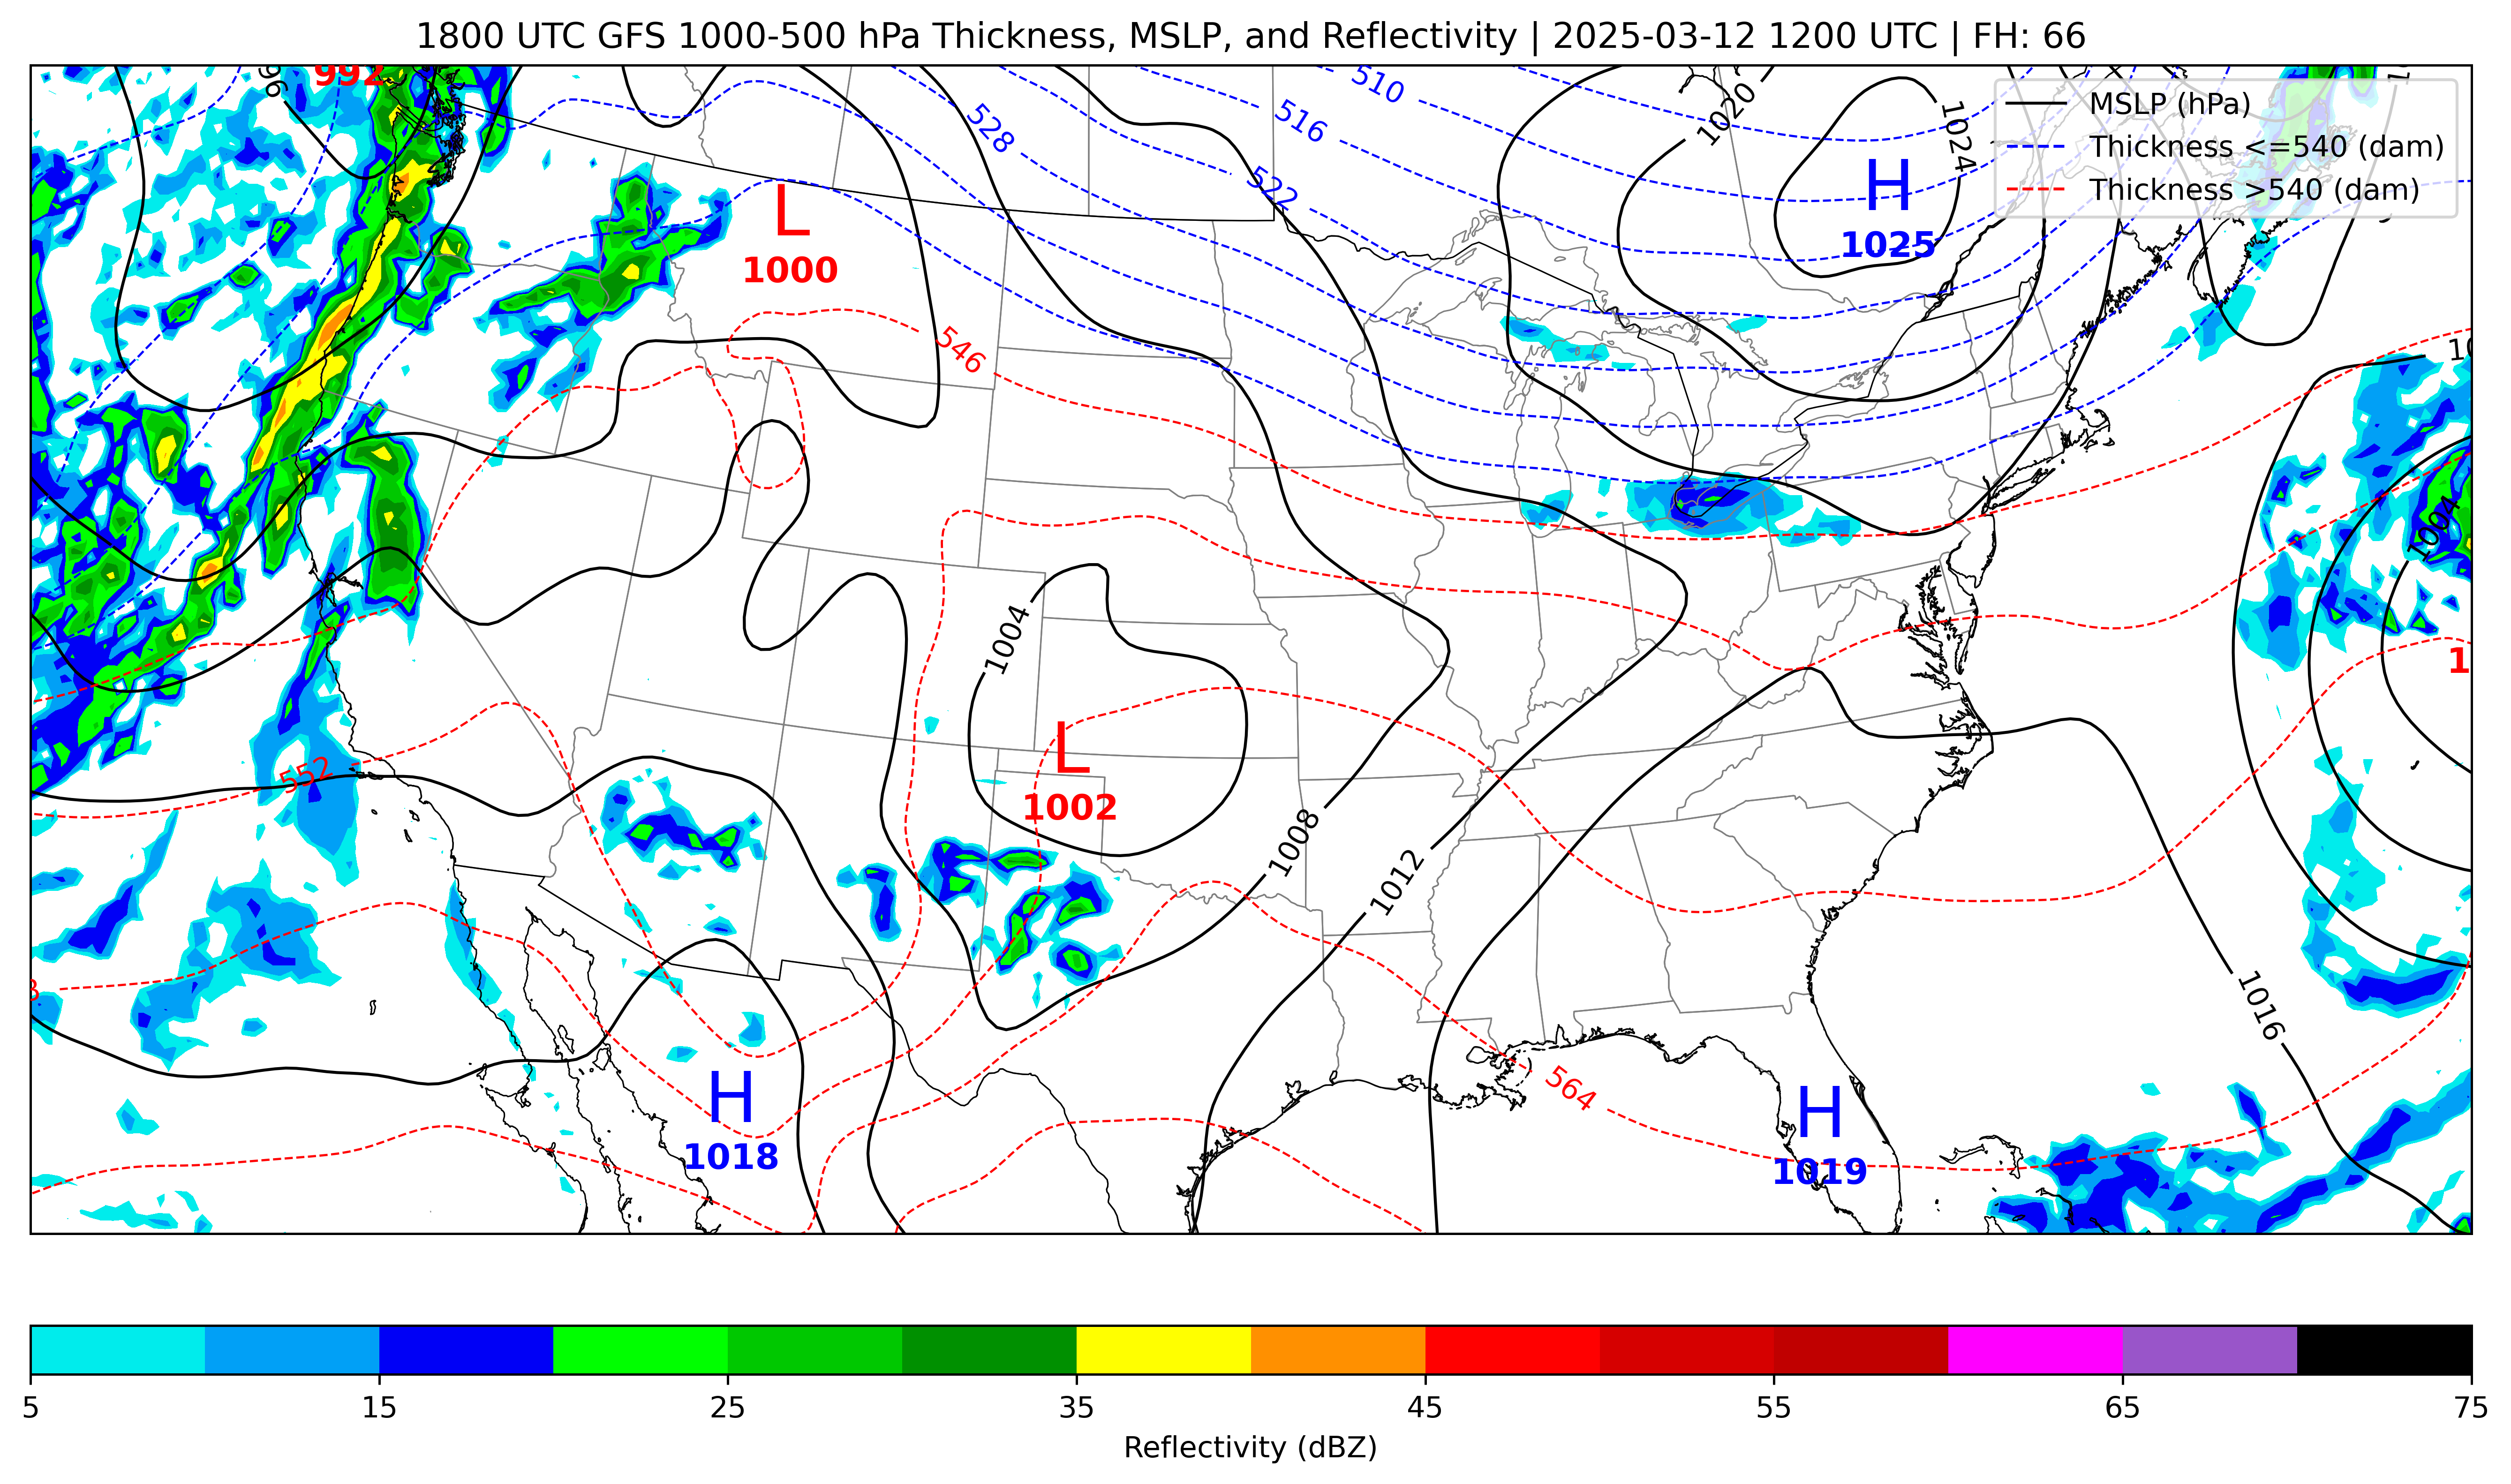 1800 UTC GFS 1000-500 hPa Thickness, MSLP, and Reflectivity | 2025-03-12 1200 UTC | FH: 66
MSLP (hPa)
Thickness <=540 (dam)
Thickness >540 (dam)
992
96
510
516
522
528
1020
1024
H
1025
L
1000
546
1004
1004
L
1002
552
1008
1012
1016
564
H
1018
H
1019
5 15 25 35 45 55 65 75
Reflectivity (dBZ)